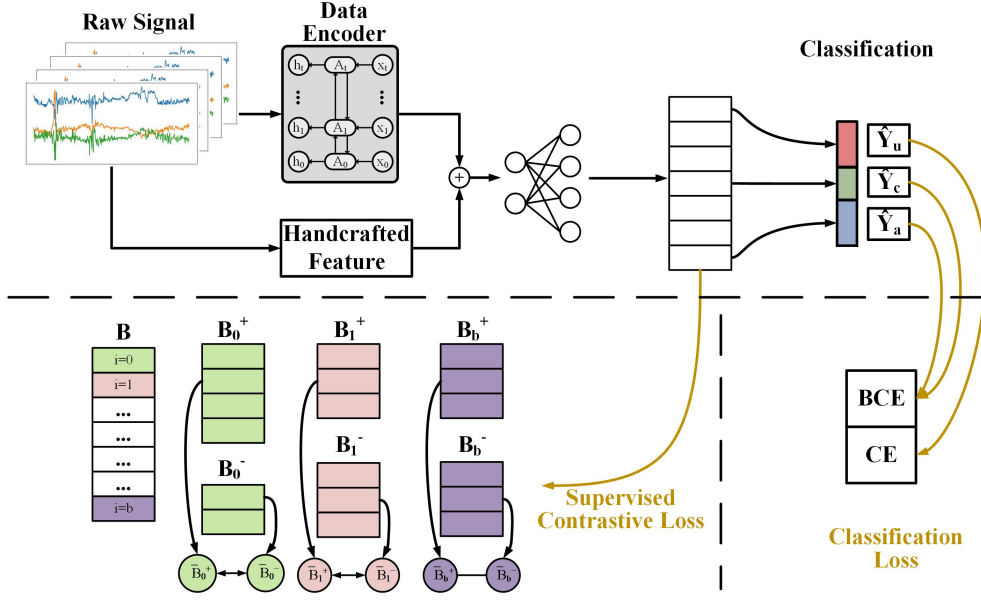 Raw Signal
Data
Encoder
h_t A_t x_t
⋮ ⋮
h_1 A_1 x_1
h_0 A_0 x_0
Handcrafted
Feature
+
Classification
Ŷ_u
Ŷ_c
Ŷ_a
B
i=0
i=1
...
...
...
...
i=b
B_0^+
B_1^+
B_b^+
B_0^-
B_1^-
B_b^-
B̅_0^+ B̅_0^- B̅_1^+ B̅_1^- B̅_b^+ B̅_b^-
Supervised
Contrastive Loss
BCE
CE
Classification
Loss